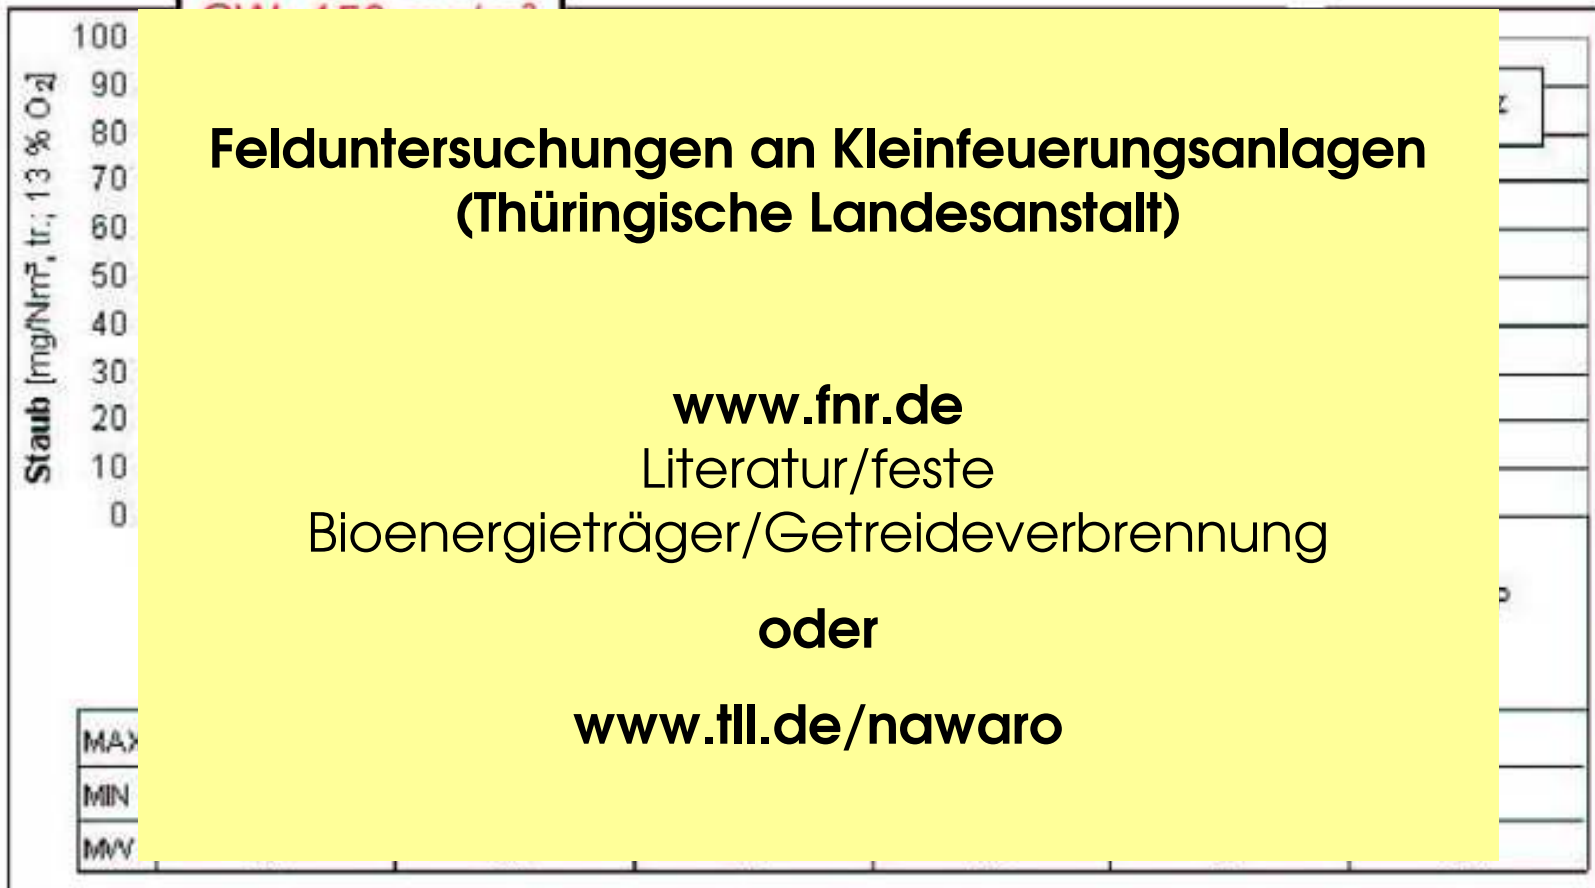 100
90
80
70
60
50
40
30
20
10
0
Staub [mg/Nm³, tr.; 13 % O2]
Felduntersuchungen an Kleinfeuerungsanlagen
(Thüringische Landesanstalt)
www.fnr.de
Literatur/feste
Bioenergieträger/Getreideverbrennung
oder
www.tll.de/nawaro
MAX
MIN
MW